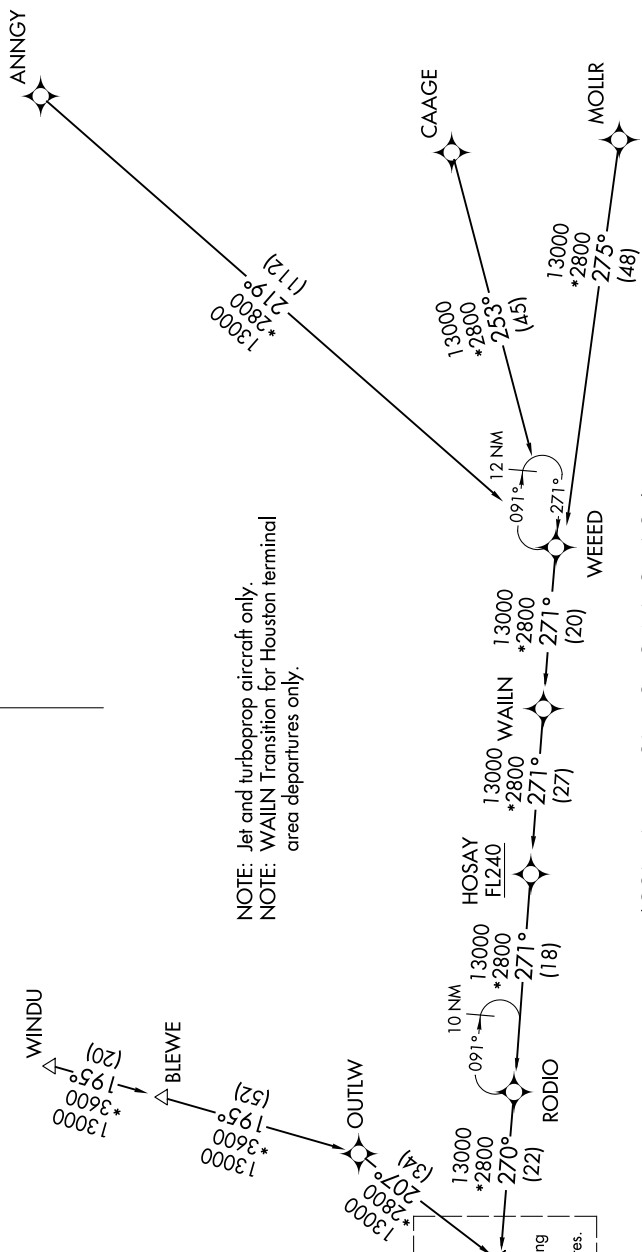 ANNGY
13000
*2800
219°
(112)
CAAGE
13000
*2800
253°
(45)
MOLLR
13000
*2800
275°
(48)
12 NM
091°
271°
WEEED
13000
*2800
271°
(20)
WAILN
13000
*2800
271°
(27)
HOSAY
FL240
13000
*2800
271°
(18)
10 NM
091°
RODIO
13000
*2800
270°
(22)
NOTE: Jet and turboprop aircraft only.
NOTE: WAILN Transition for Houston terminal
area departures only.
WINDU
13000
*3600
195°
(20)
BLEWE
13000
*3600
195°
(52)
OUTLW
13000
*2800
207°
(34)
ng
res.